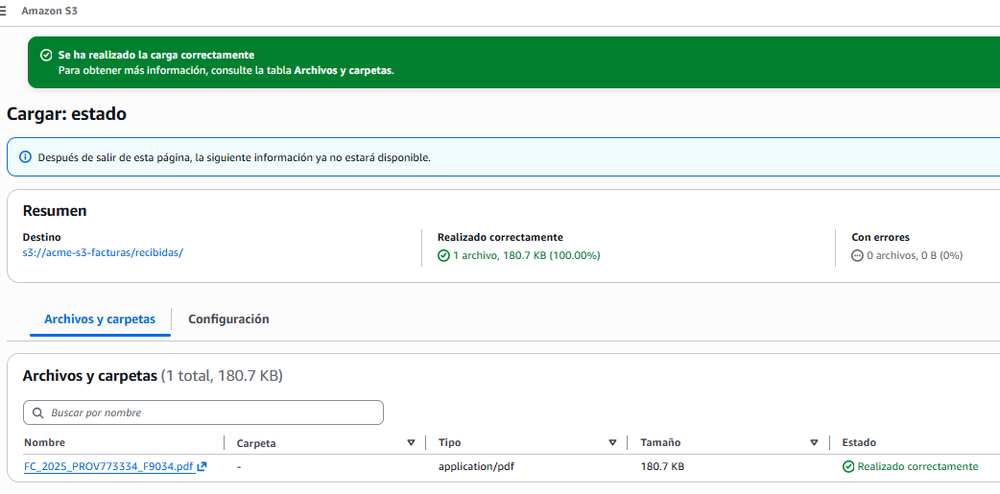 Amazon S3
Se ha realizado la carga correctamente
Para obtener más información, consulte la tabla Archivos y carpetas.
Cargar: estado
Después de salir de esta página, la siguiente información ya no estará disponible.
Resumen
Destino
s3://acme-s3-facturas/recibidas/
Realizado correctamente
1 archivo, 180.7 KB (100.00%)
Con errores
0 archivos, 0 B (0%)
Archivos y carpetas
Configuración
Archivos y carpetas (1 total, 180.7 KB)
Buscar por nombre
Nombre Carpeta Tipo Tamaño Estado
FC_2025_PROV773334_F9034.pdf - application/pdf 180.7 KB Realizado correctamente